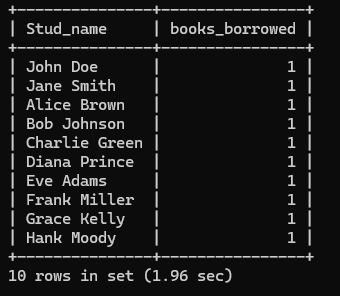 +---------------+----------------+
| Stud_name     | books_borrowed |
+---------------+----------------+
| John Doe      |              1 |
| Jane Smith    |              1 |
| Alice Brown   |              1 |
| Bob Johnson   |              1 |
| Charlie Green |              1 |
| Diana Prince  |              1 |
| Eve Adams     |              1 |
| Frank Miller  |              1 |
| Grace Kelly   |              1 |
| Hank Moody    |              1 |
+---------------+----------------+
10 rows in set (1.96 sec)